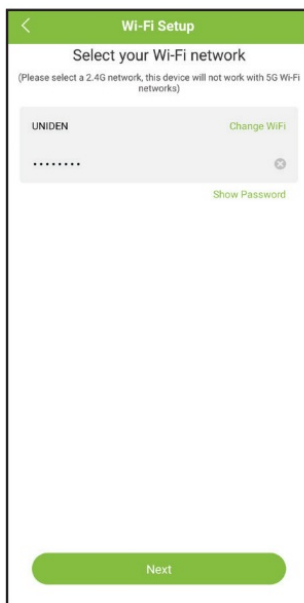 Wi-Fi Setup
Select your Wi-Fi network
(Please select a 2.4G network, this device will not work with 5G Wi-Fi
networks)
UNIDEN Change WiFi
••••••••
Show Password
Next